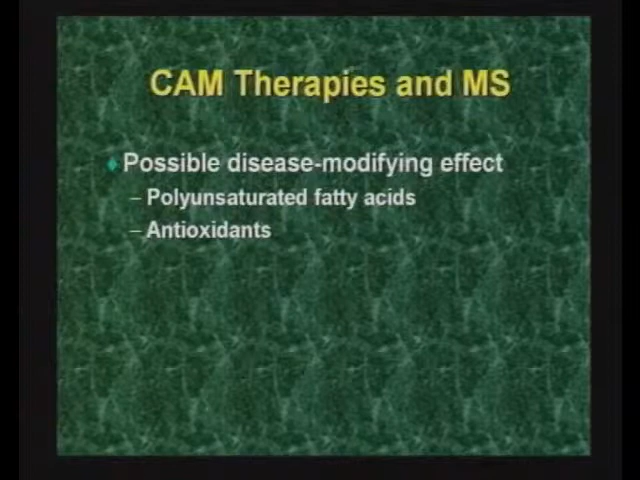 CAM Therapies and MS
Possible disease-modifying effect
– Polyunsaturated fatty acids
– Antioxidants